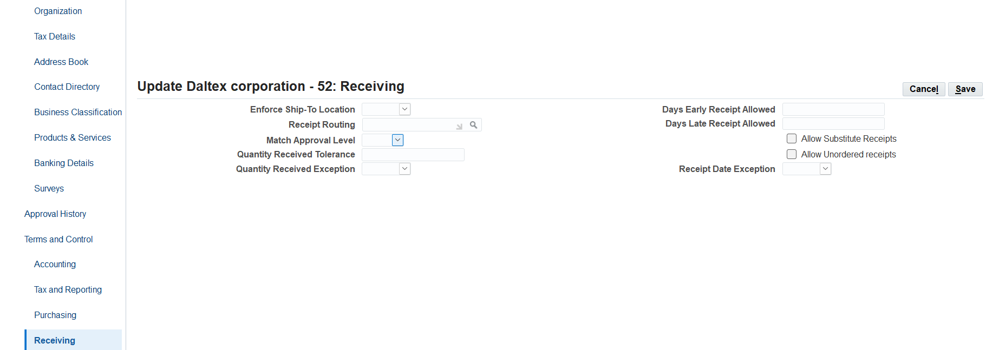 Organization
Tax Details
Address Book
Contact Directory
Business Classification
Products & Services
Banking Details
Surveys
Approval History
Terms and Control
Accounting
Tax and Reporting
Purchasing
Receiving
Update Daltex corporation - 52: Receiving
Cancel Save
Enforce Ship-To Location
Receipt Routing
Match Approval Level
Quantity Received Tolerance
Quantity Received Exception
Days Early Receipt Allowed
Days Late Receipt Allowed
Allow Substitute Receipts
Allow Unordered receipts
Receipt Date Exception